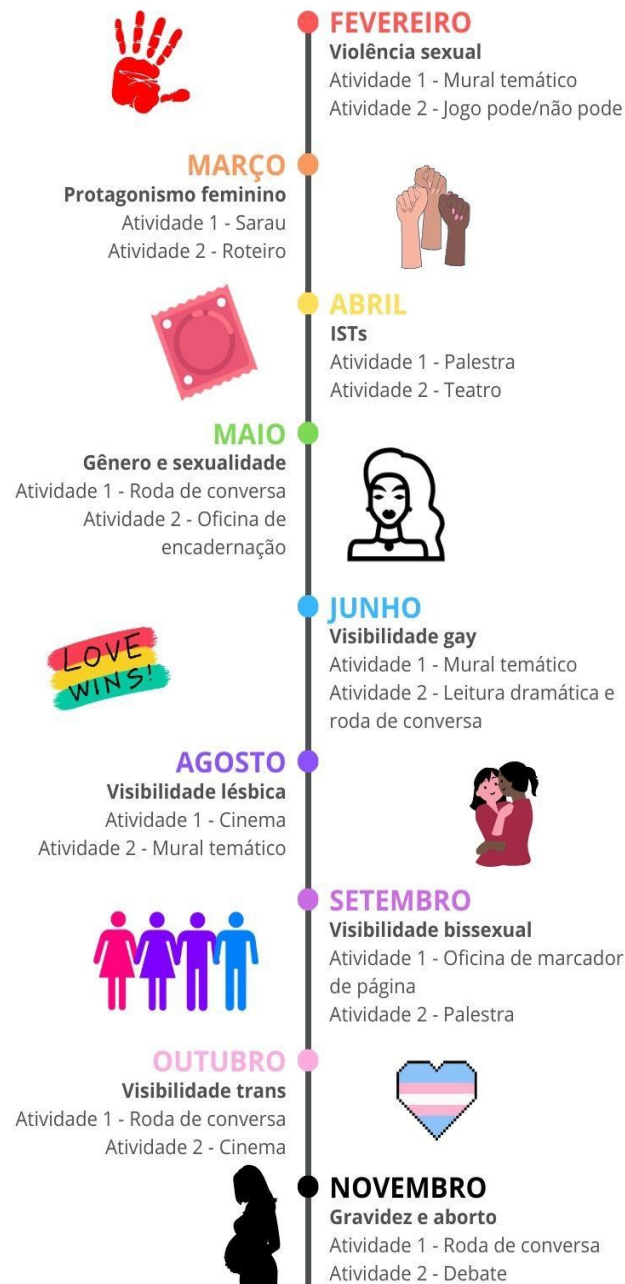 FEVEREIRO
Violência sexual
Atividade 1 - Mural temático
Atividade 2 - Jogo pode/não pode
MARÇO
Protagonismo feminino
Atividade 1 - Sarau
Atividade 2 - Roteiro
ABRIL
ISTs
Atividade 1 - Palestra
Atividade 2 - Teatro
MAIO
Gênero e sexualidade
Atividade 1 - Roda de conversa
Atividade 2 - Oficina de
encadernação
JUNHO
Visibilidade gay
Atividade 1 - Mural temático
Atividade 2 - Leitura dramática e
roda de conversa
LOVE
WINS!
AGOSTO
Visibilidade lésbica
Atividade 1 - Cinema
Atividade 2 - Mural temático
SETEMBRO
Visibilidade bissexual
Atividade 1 - Oficina de marcador
de página
Atividade 2 - Palestra
OUTUBRO
Visibilidade trans
Atividade 1 - Roda de conversa
Atividade 2 - Cinema
NOVEMBRO
Gravidez e aborto
Atividade 1 - Roda de conversa
Atividade 2 - Debate